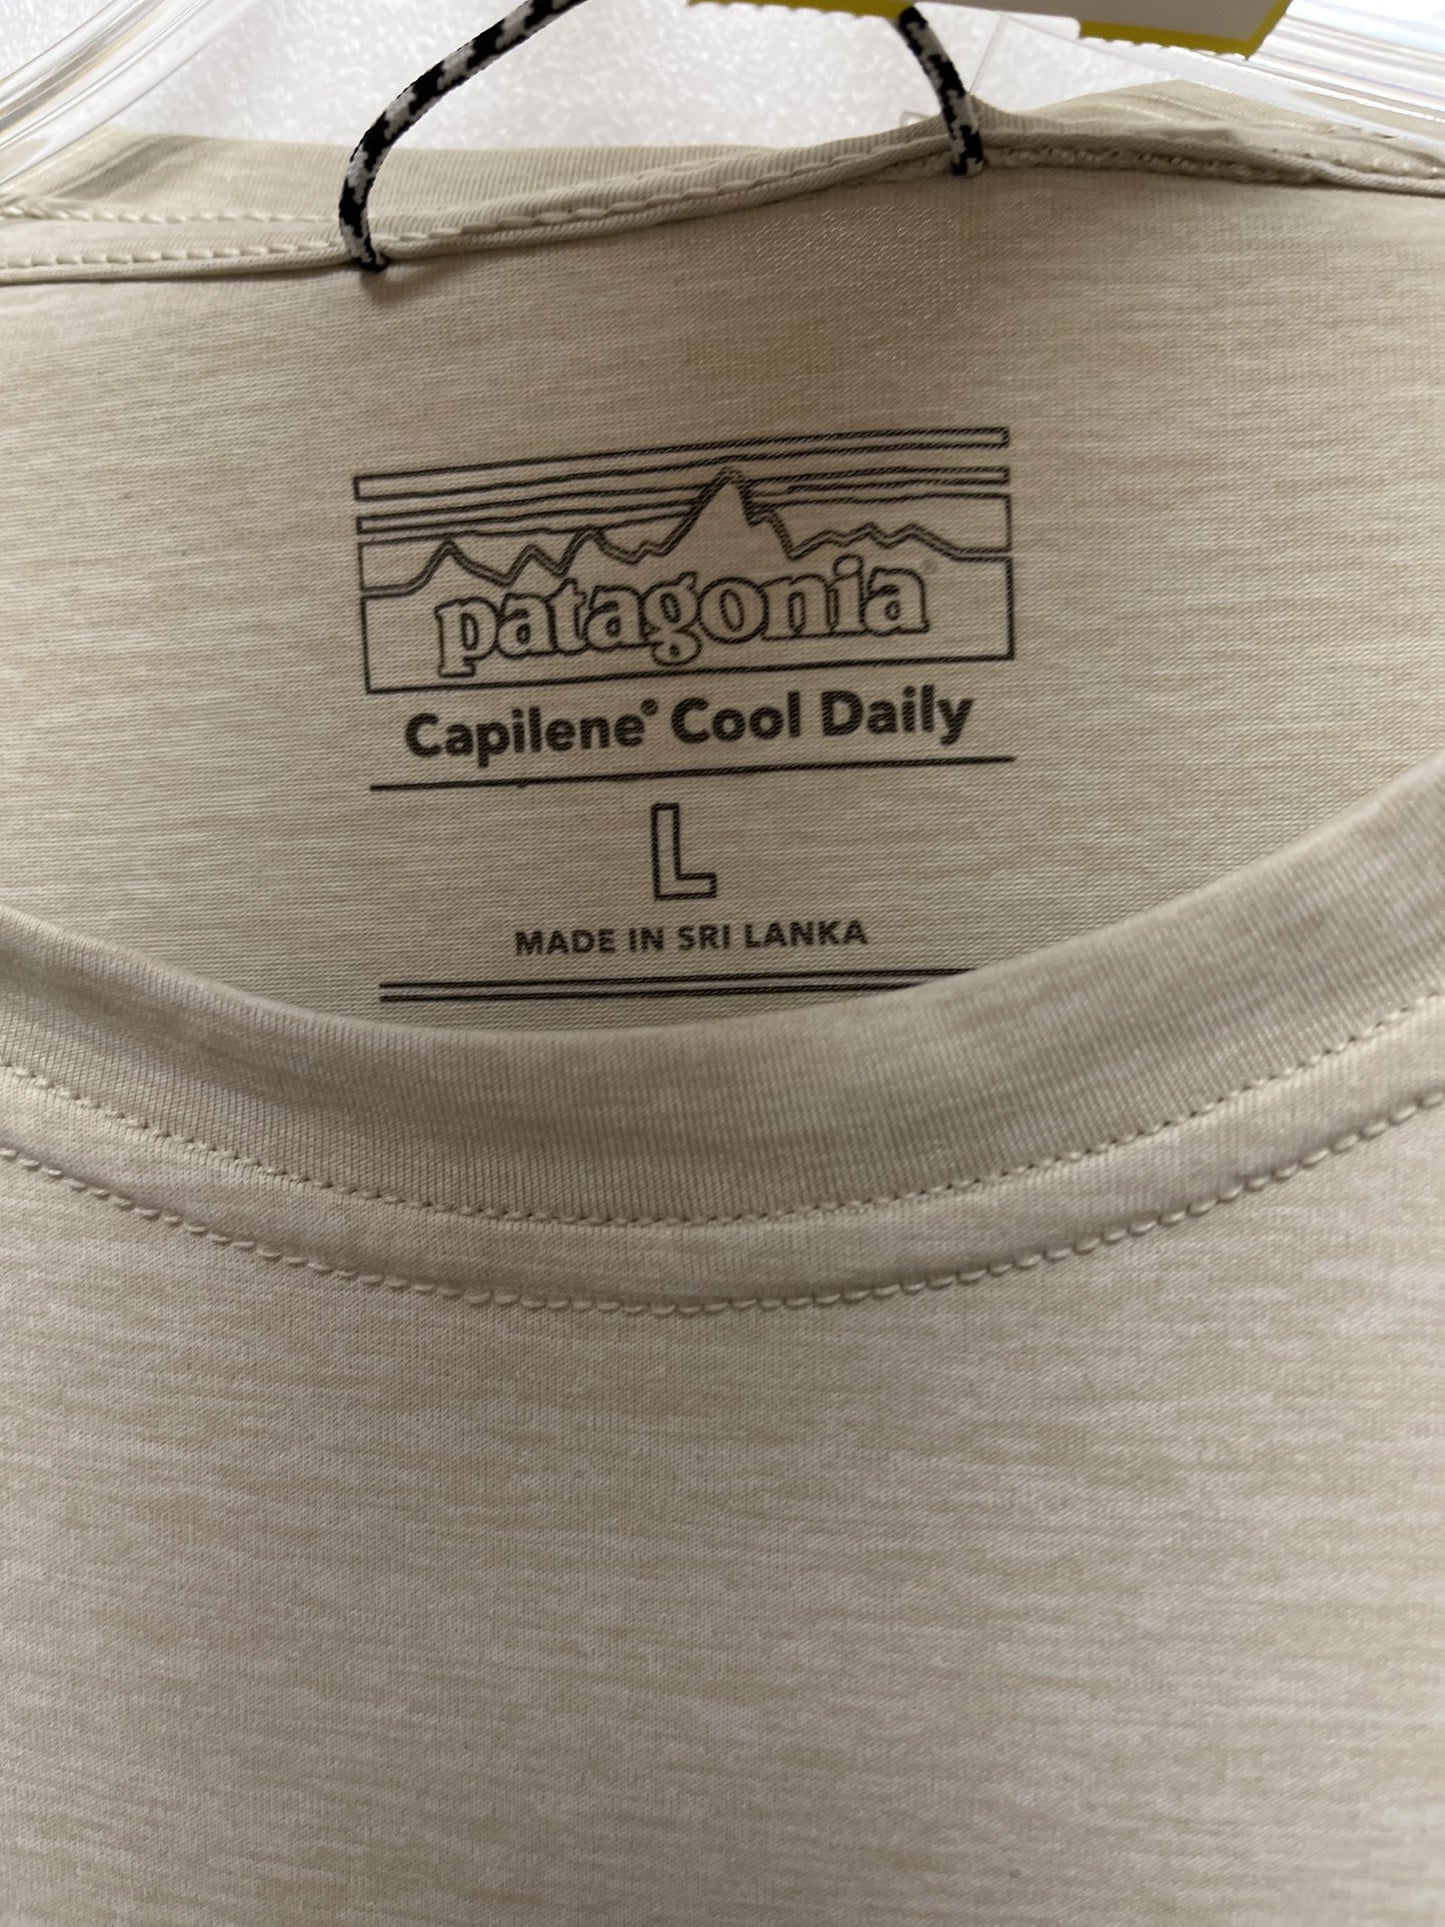 patagonia®
Capilene® Cool Daily
L
MADE IN SRI LANKA